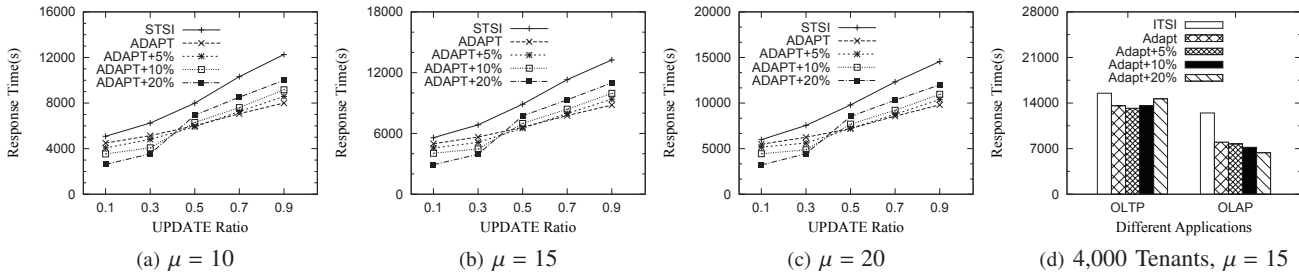 Response Time(s)
16000
12000
8000
4000
0
STSI
ADAPT
ADAPT+5%
ADAPT+10%
ADAPT+20%
0.1 0.3 0.5 0.7 0.9
UPDATE Ratio
(a) μ = 10
Response Time(s)
18000
12000
6000
0
STSI
ADAPT
ADAPT+5%
ADAPT+10%
ADAPT+20%
0.1 0.3 0.5 0.7 0.9
UPDATE Ratio
(b) μ = 15
Response Time(s)
20000
15000
10000
5000
0
STSI
ADAPT
ADAPT+5%
ADAPT+10%
ADAPT+20%
0.1 0.3 0.5 0.7 0.9
UPDATE Ratio
(c) μ = 20
Response Time(s)
28000
21000
14000
7000
0
ITSI
Adapt
Adapt+5%
Adapt+10%
Adapt+20%
OLTP OLAP
Different Applications
(d) 4,000 Tenants, μ = 15